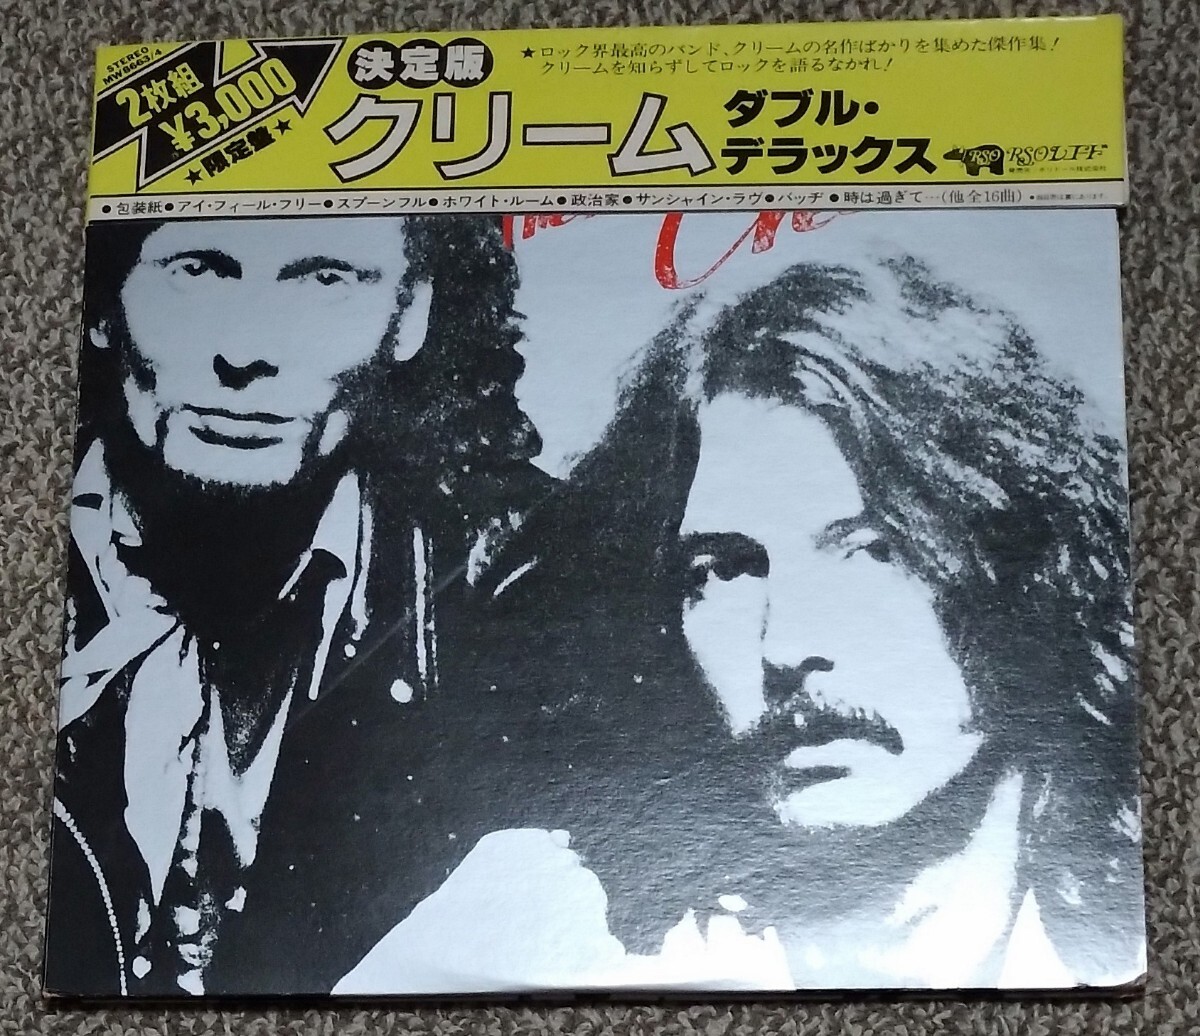 STEREO
MW9663/4
2枚組
¥3,000
★限定盤★
決定版
クリーム
ダブル・
デラックス
★ロック界最高のバンド、クリームの名作ばかりを集めた傑作集!
クリームを知らずしてロックを語るなかれ!
RSO RSOレコード
●包装紙●アイ・フィール・フリー●スプーンフル●ホワイト・ルーム●政治家●サンシャイン・ラヴ●バッヂ●時は過ぎて…(他全16曲)
The